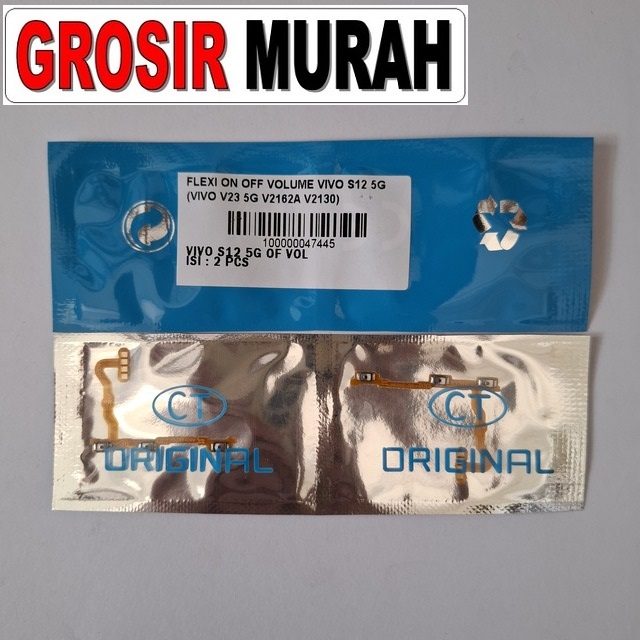 GROSIR MURAH
FLEXI ON OFF VOLUME VIVO S12 5G
(VIVO V23 5G V2162A V2130)
100000047445
VIVO S12 5G OF VOL
ISI : 2 PCS
CT
ORIGINAL
CT
ORIGINAL